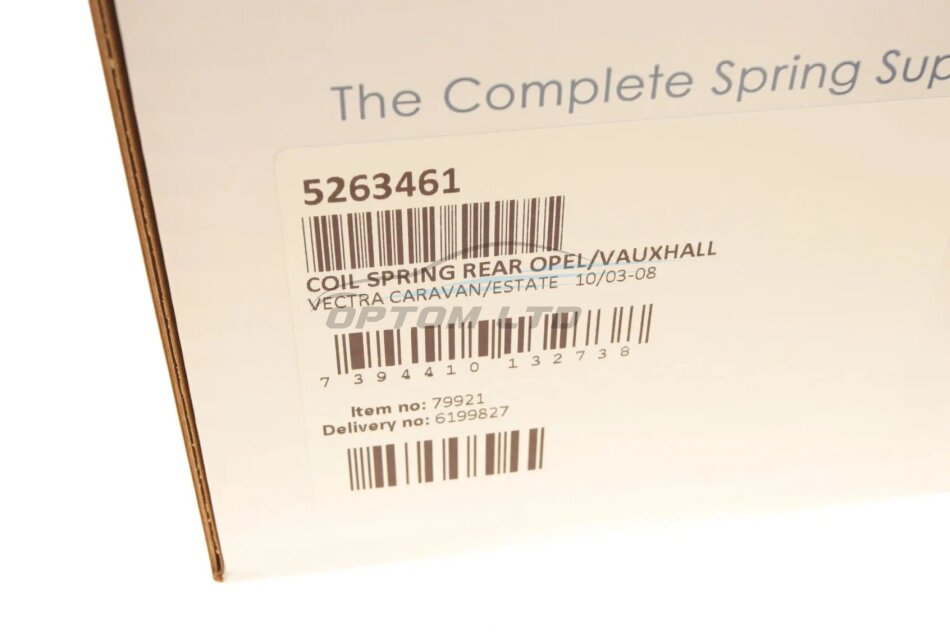 The Complete Spring Sup
5263461
COIL SPRING REAR OPEL/VAUXHALL
VECTRA CARAVAN/ESTATE 10/03-08
OPTOM LTD
7 394410 132738
Item no: 79921
Delivery no: 6199827